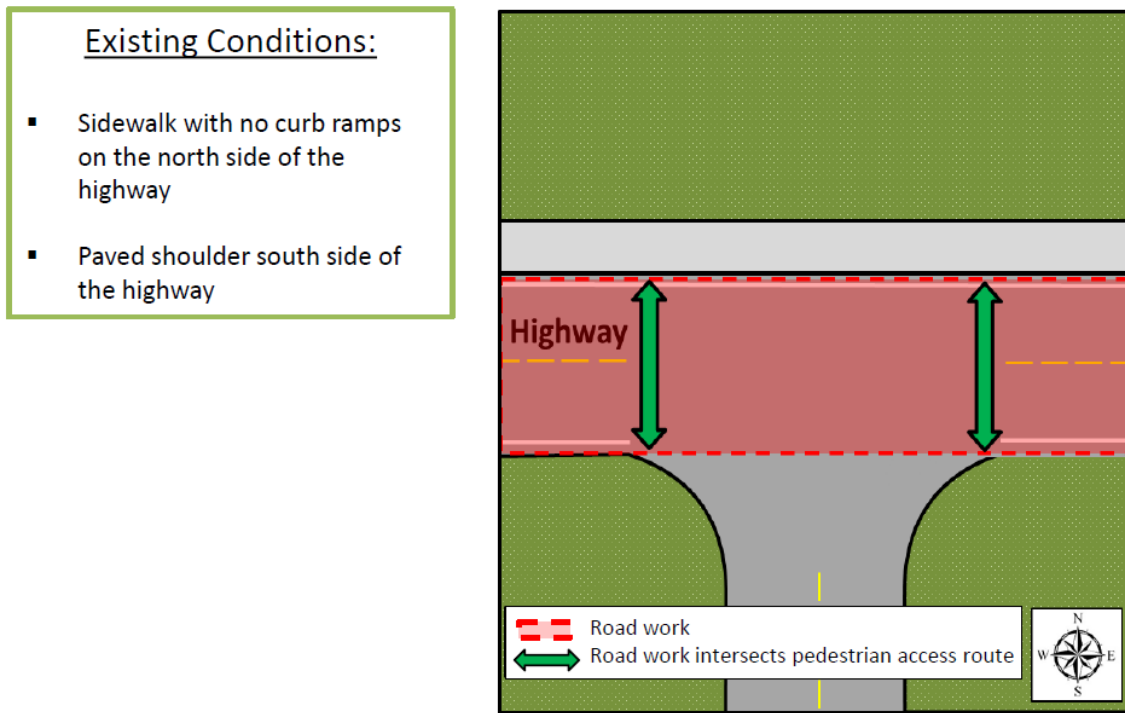 Existing Conditions:
▪ Sidewalk with no curb ramps
on the north side of the
highway
▪ Paved shoulder south side of
the highway
Highway
Road work
Road work intersects pedestrian access route
N
W E
S